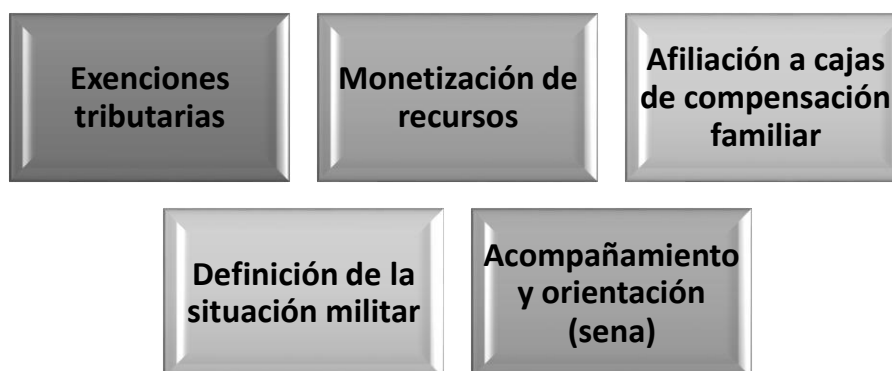 Exenciones
tributarias
Monetización de
recursos
Afiliación a cajas
de compensación
familiar
Definición de la
situación militar
Acompañamiento
y orientación
(sena)